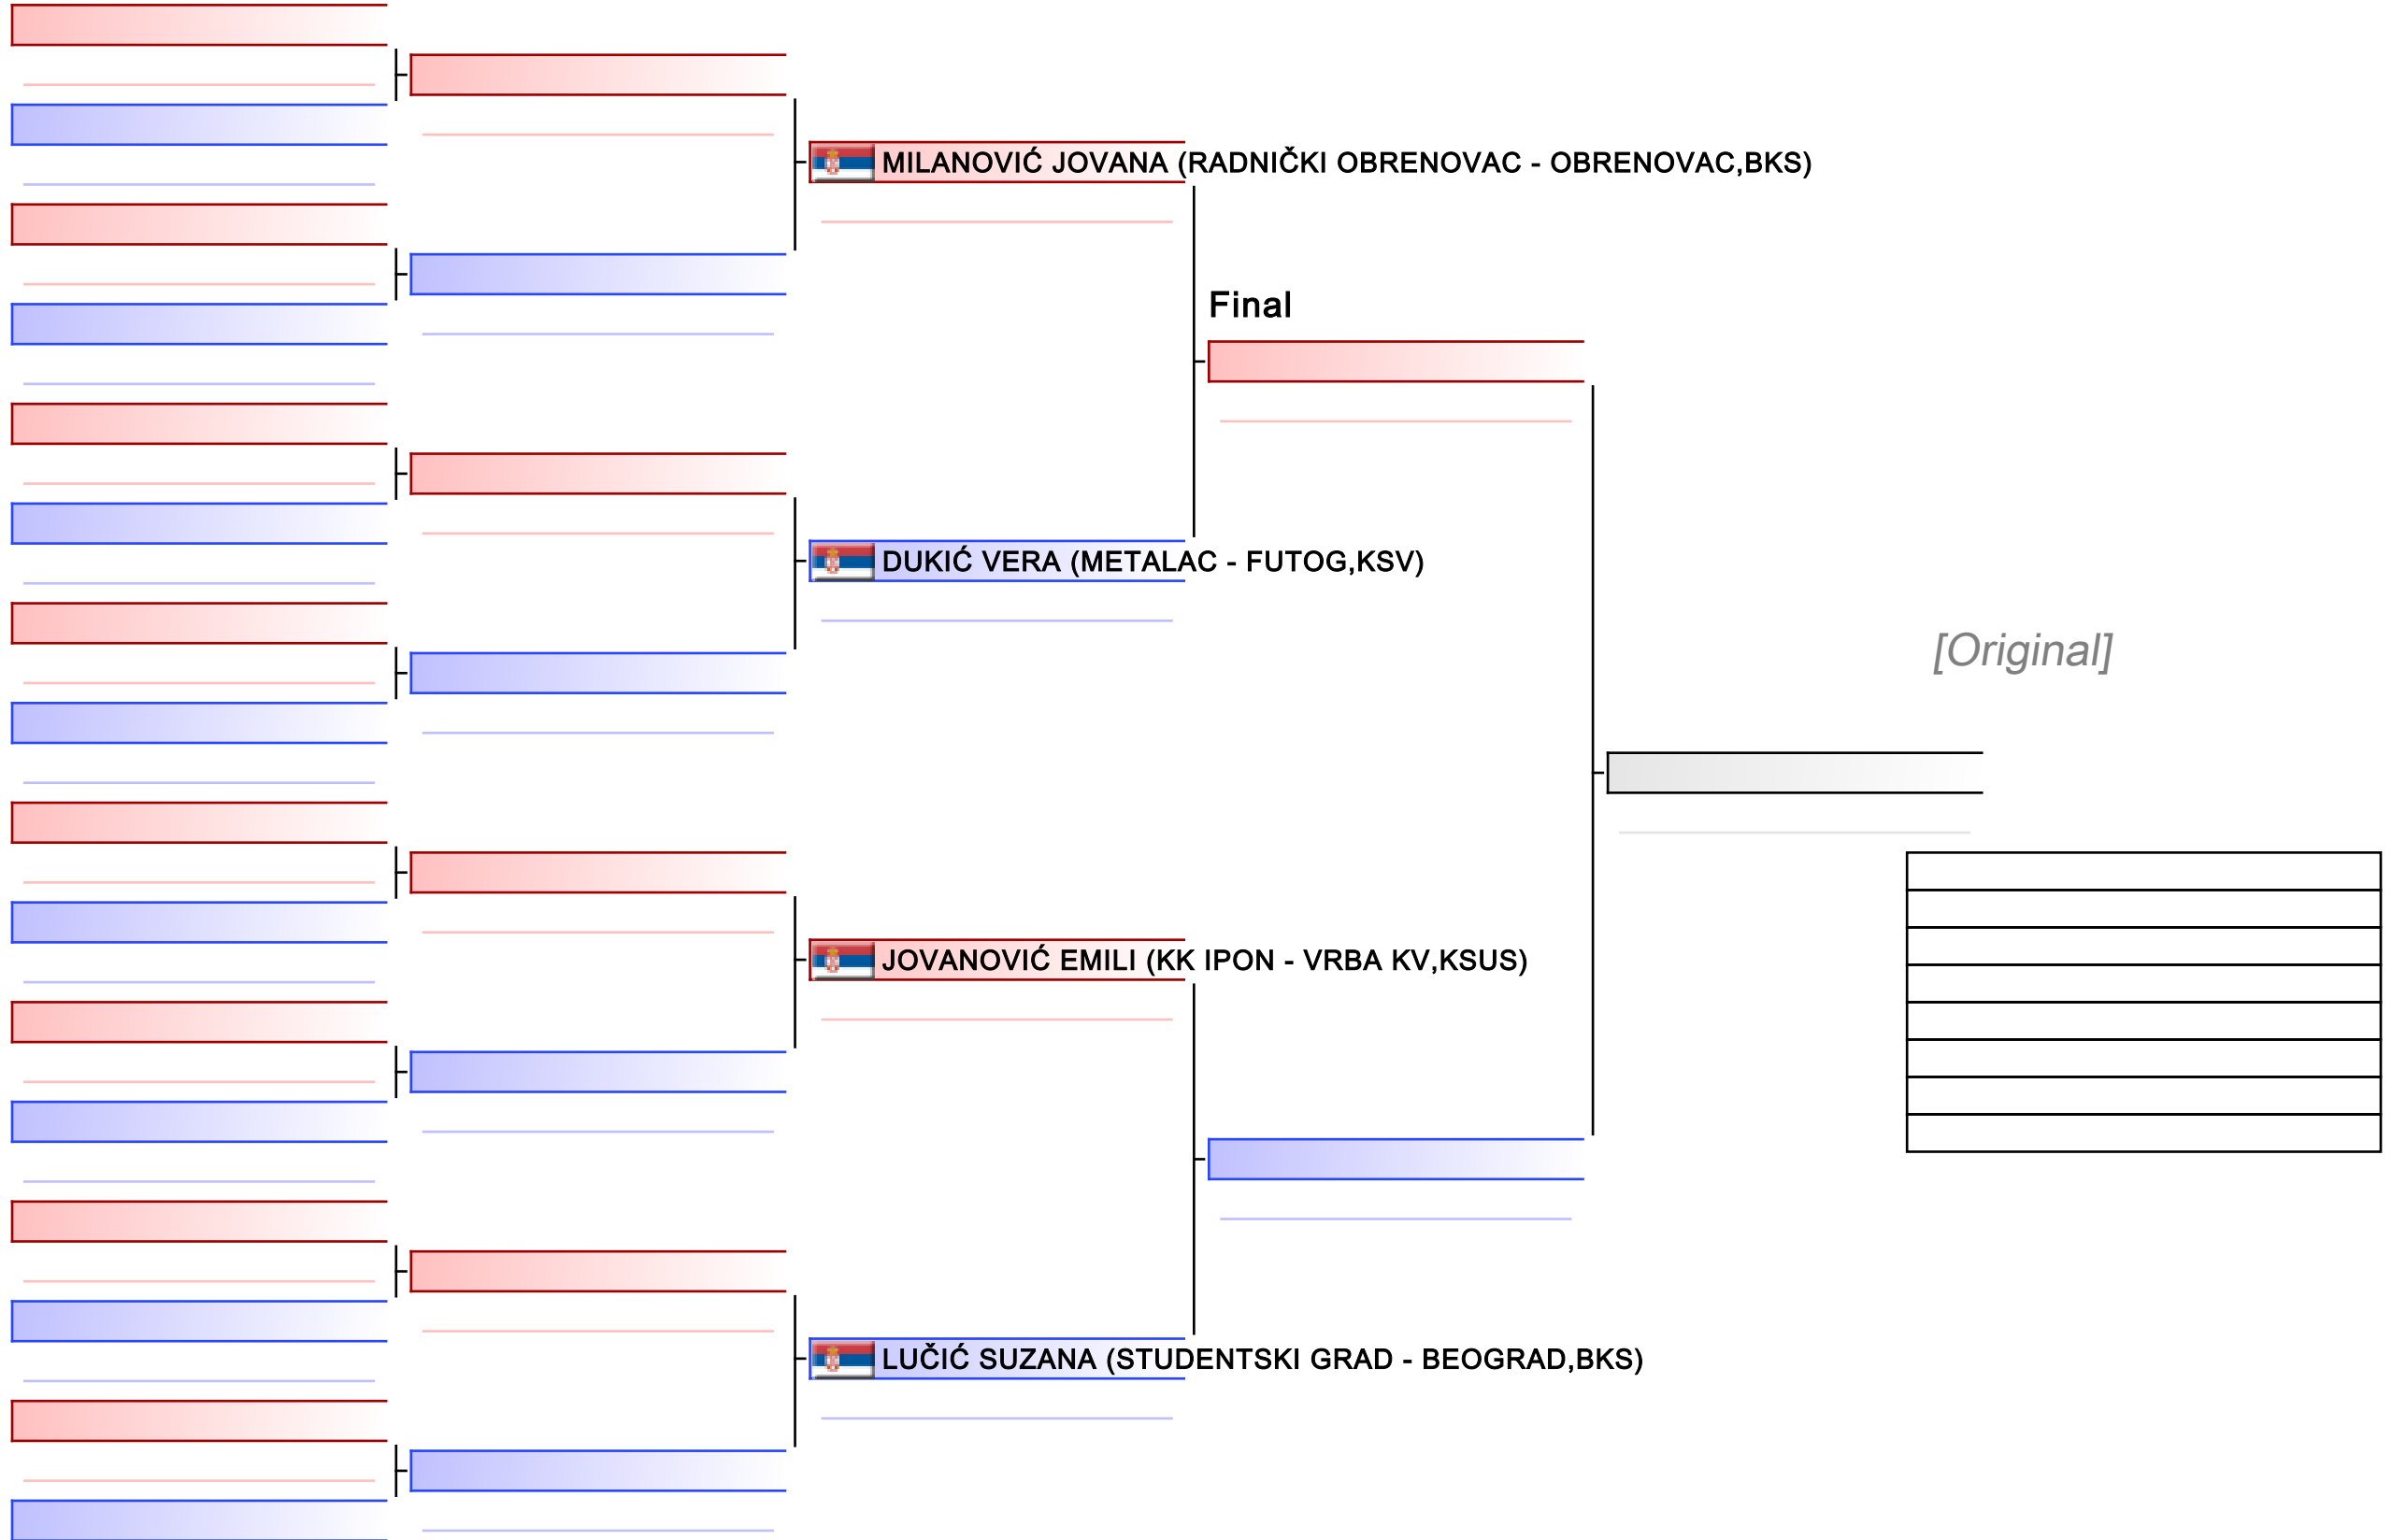 MILANOVIĆ JOVANA (RADNIČKI OBRENOVAC - OBRENOVAC,BKS)
Final
DUKIĆ VERA (METALAC - FUTOG,KSV)
[Original]
JOVANOVIĆ EMILI (KK IPON - VRBA KV,KSUS)
LUČIĆ SUZANA (STUDENTSKI GRAD - BEOGRAD,BKS)